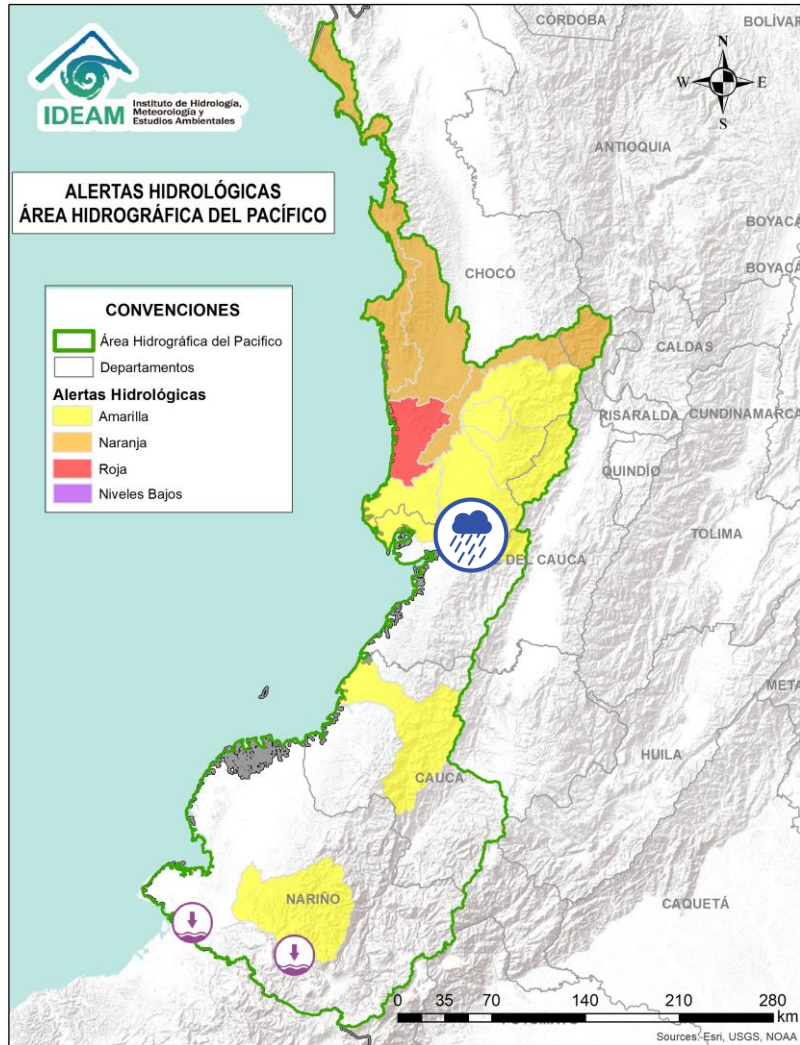 CÓRDOBA
BOLÍVAR
IDEAM
Instituto de Hidrología,
Meteorología y
Estudios Ambientales
N
W E
S
ANTIOQUIA
ALERTAS HIDROLÓGICAS
ÁREA HIDROGRÁFICA DEL PACÍFICO
BOYACÁ
CHOCÓ
BOYACÁ
CONVENCIONES
Área Hidrográfica del Pacifico
Departamentos
Alertas Hidrológicas
Amarilla
Naranja
Roja
Niveles Bajos
CALDAS
RISARALDA
CUNDINAMARCA
QUINDÍO
TOLIMA
DEL CAUCA
META
HUILA
CAUCA
NARIÑO
CAQUETÁ
0 35 70 140 210 280
km
Sources: Esri, USGS, NOAA